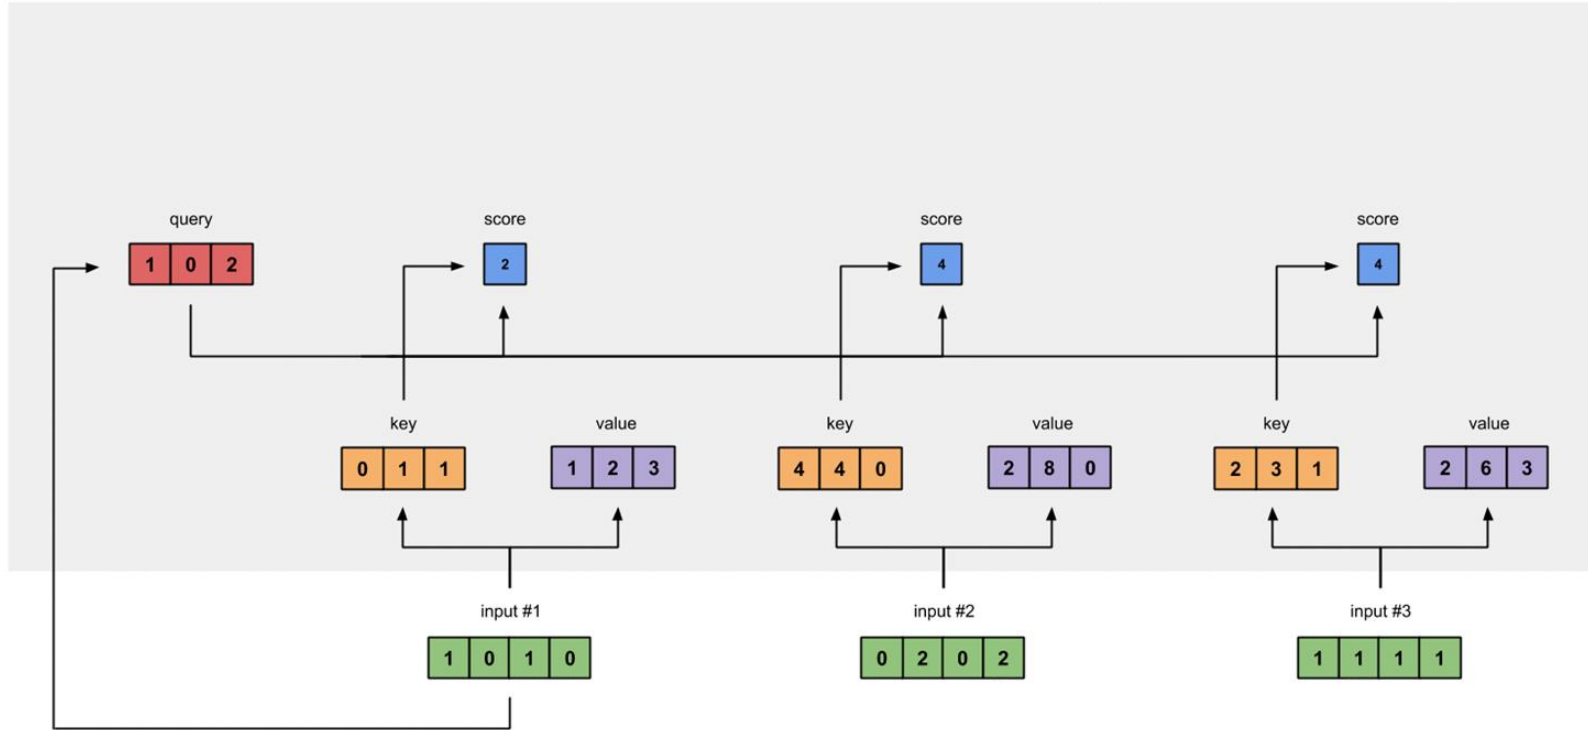 query score score score
1 0 2 2 4 4
key value key value key value
0 1 1 1 2 3 4 4 0 2 8 0 2 3 1 2 6 3
input #1 input #2 input #3
1 0 1 0 0 2 0 2 1 1 1 1